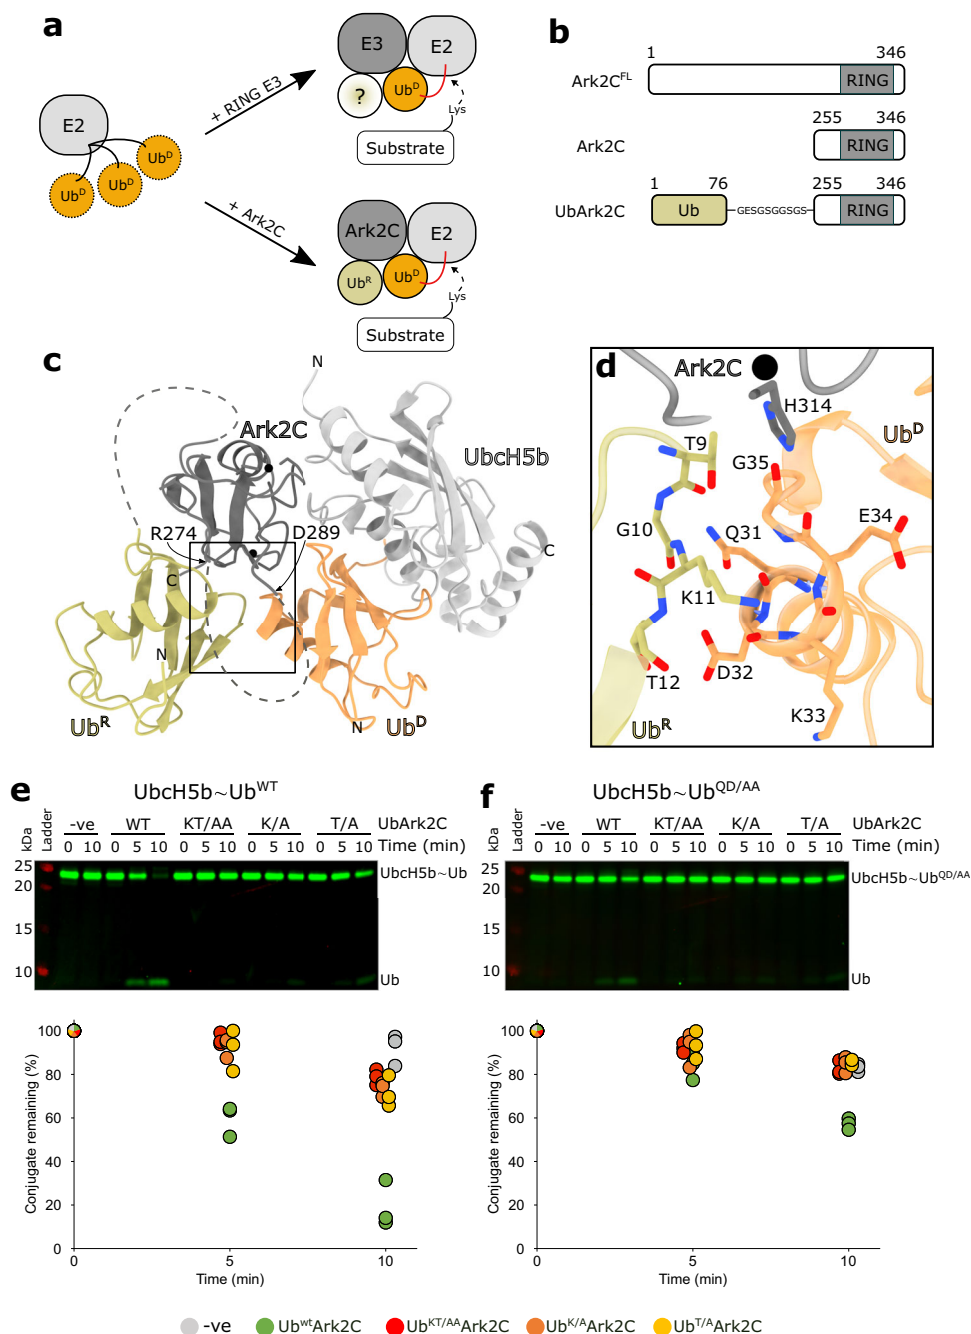 a
E2
Ub^D
Ub^D
Ub^D
+ RING E3
+ Ark2C
E3
E2
?
Ub^D
Lys
Substrate
Ark2C
E2
Ub^R
Ub^D
Lys
Substrate
b
1 346
Ark2C^FL
RING
255 346
Ark2C
RING
1 76 255 346
UbArk2C
Ub
GESGSGGSGS
RING
c
N
Ark2C
UbcH5b
R274
D289
C
C
N
N
Ub^R
Ub^D
d
Ark2C
H314
Ub^D
T9
G35
G10
Q31
E34
K11
D32
T12
K33
Ub^R
e
UbcH5b~Ub^WT
kDa
Ladder
-ve WT KT/AA K/A T/A UbArk2C
0 10 0 5 10 0 5 10 0 5 10 0 5 10 Time (min)
25
20
15
10
UbcH5b~Ub
Ub
Conjugate remaining (%)
100
80
60
40
20
0
0 5 10
Time (min)
f
UbcH5b~Ub^QD/AA
kDa
Ladder
-ve WT KT/AA K/A T/A UbArk2C
0 10 0 5 10 0 5 10 0 5 10 0 5 10 Time (min)
25
20
15
10
UbcH5b~Ub^QD/AA
Ub
Conjugate remaining (%)
100
80
60
40
20
0
0 5 10
Time (min)
-ve Ub^wtArk2C Ub^KT/AAArk2C Ub^K/AArk2C Ub^T/AArk2C